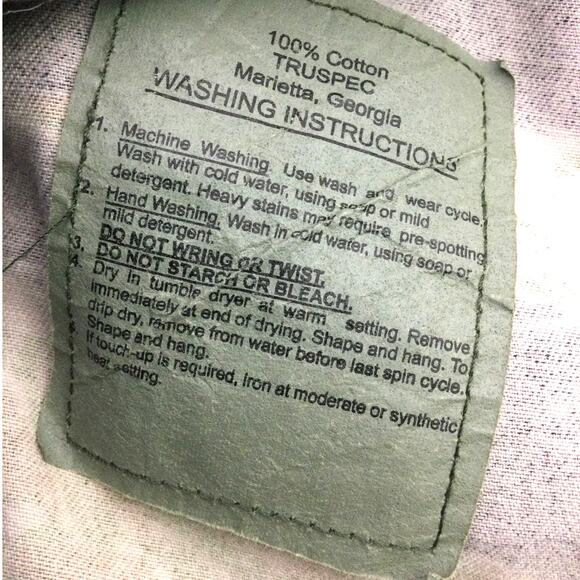 100% Cotton
TRUSPEC
Marietta, Georgia
WASHING INSTRUCTIONS
1. Machine Washing. Use wash and wear cycle.
Wash with cold water, using soap or mild
detergent. Heavy stains may require pre-spotting
2. Hand Washing. Wash in cold water, using soap or
mild detergent.
3. DO NOT WRING OR TWIST.
4. DO NOT STARCH OR BLEACH.
Dry in tumble dryer at warm setting. Remove
immediately at end of drying. Shape and hang. To
drip dry, remove from water before last spin cycle.
Shape and hang.
If touch-up is required, iron at moderate or synthetic
heat setting.